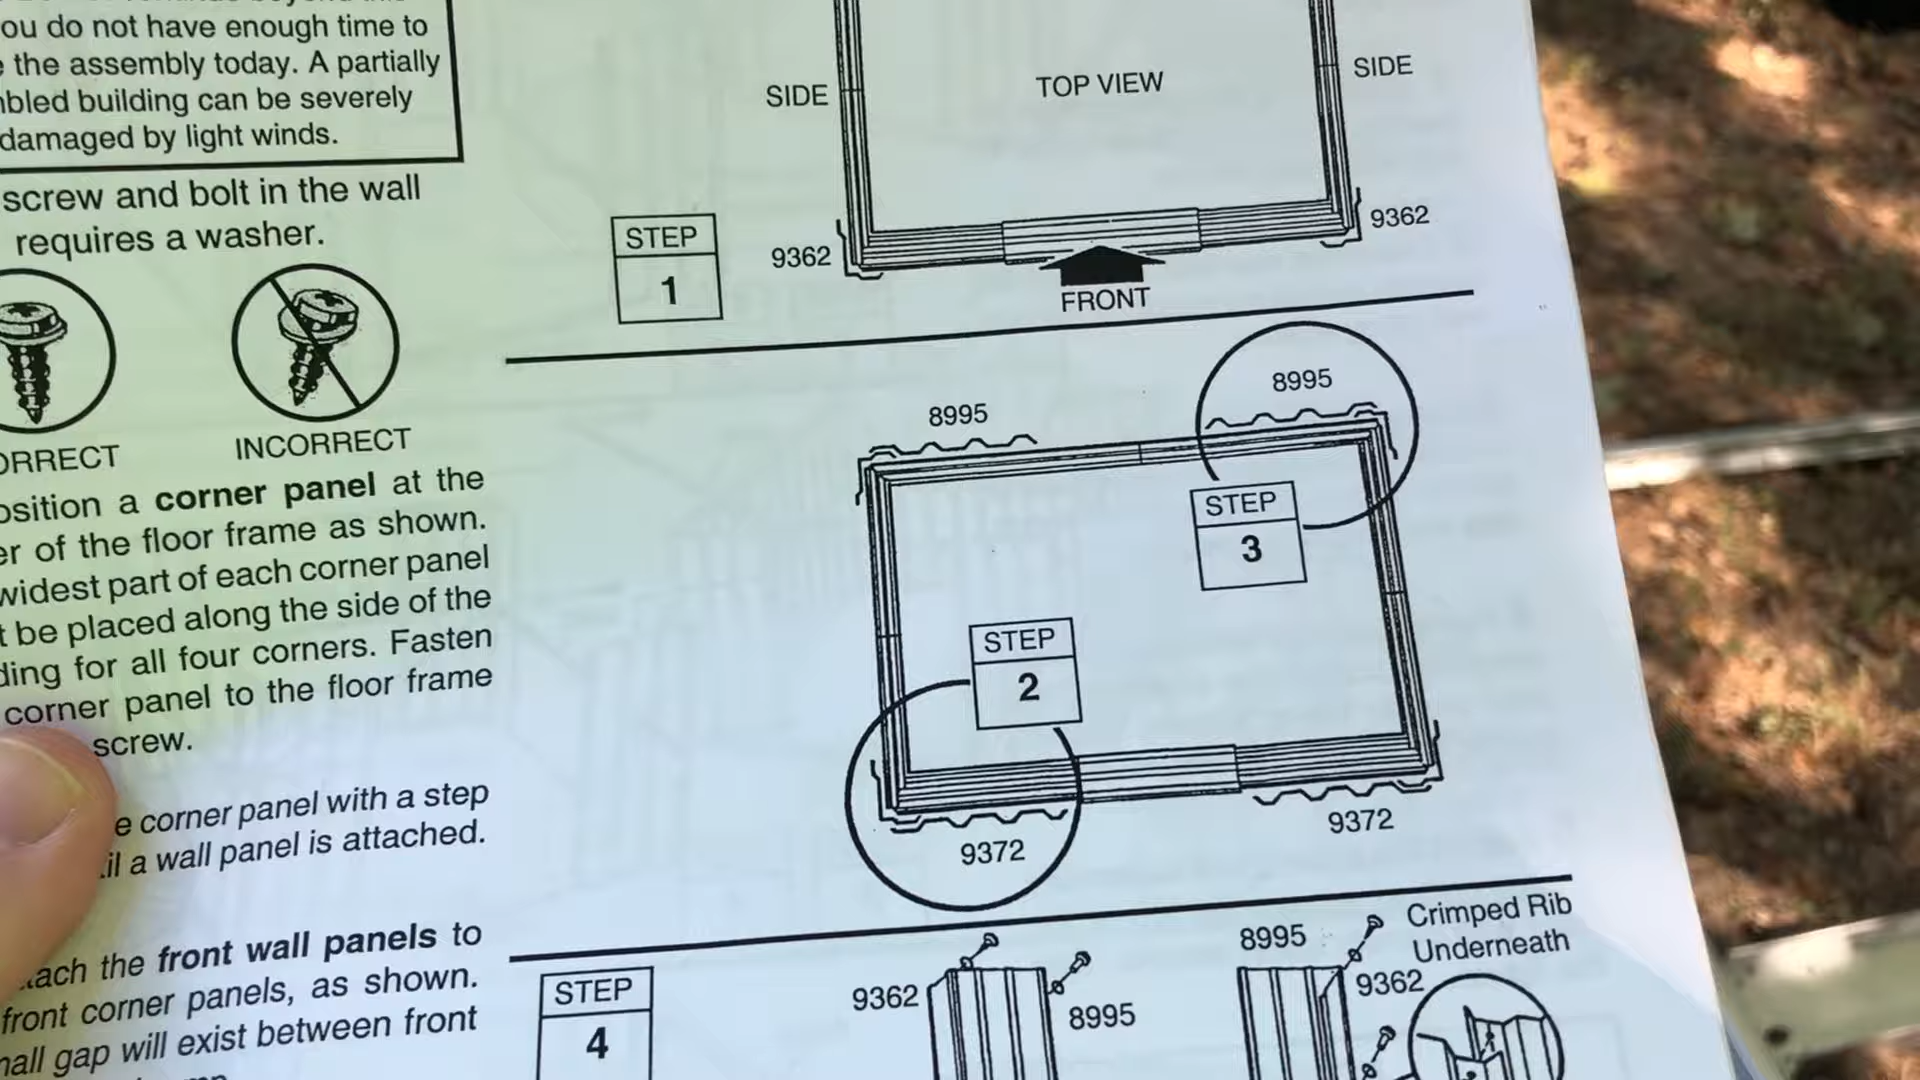 ou do not have enough time to
the assembly today. A partially
bled building can be severely
damaged by light winds.
screw and bolt in the wall
requires a washer.
ORRECT
INCORRECT
osition a corner panel at the
er of the floor frame as shown.
widest part of each corner panel
t be placed along the side of the
ding for all four corners. Fasten
corner panel to the floor frame
screw.
e corner panel with a step
il a wall panel is attached.
ach the front wall panels to
front corner panels, as shown.
mall gap will exist between front
SIDE
TOP VIEW
SIDE
STEP
1
9362
9362
FRONT
8995
8995
STEP
3
STEP
2
9372
9372
STEP
4
9362
8995
8995
Crimped Rib
Underneath
9362